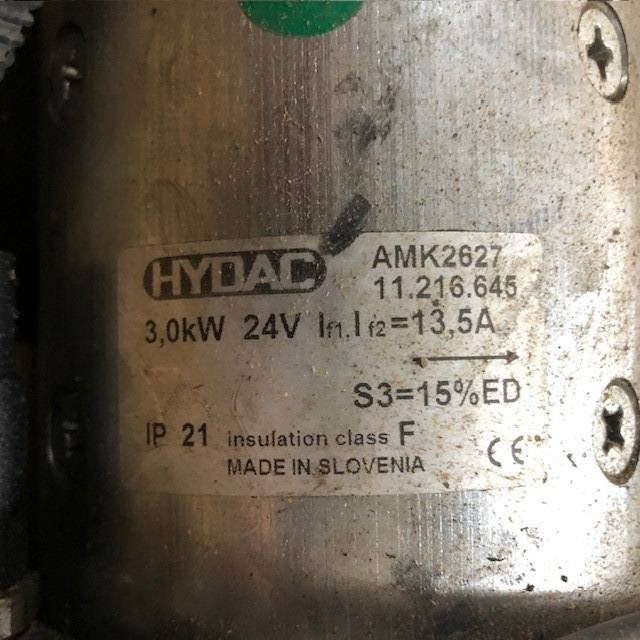 HYDAC
AMK2627
11.216.645
3,0kW 24V If1, If2=13,5A
S3=15%ED
IP 21 insulation class F
MADE IN SLOVENIA
CE